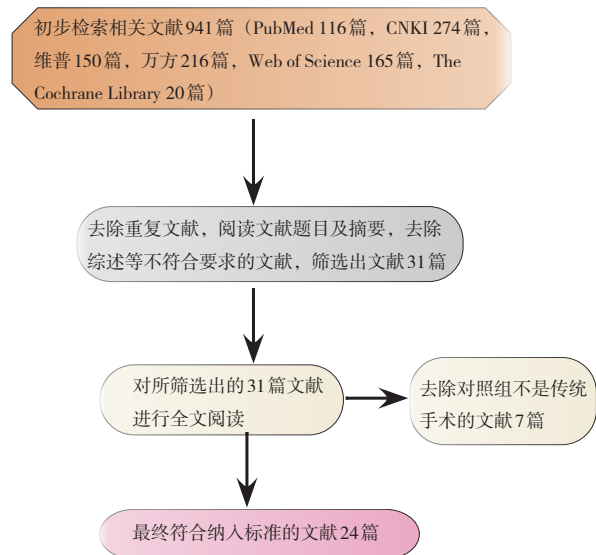 初步检索相关文献941篇（PubMed 116篇，CNKI 274篇，
维普150篇，万方216篇，Web of Science 165篇，The
Cochrane Library 20篇）
去除重复文献，阅读文献题目及摘要，去除
综述等不符合要求的文献，筛选出文献31篇
对所筛选出的31篇文献
进行全文阅读
去除对照组不是传统
手术的文献7篇
最终符合纳入标准的文献24篇